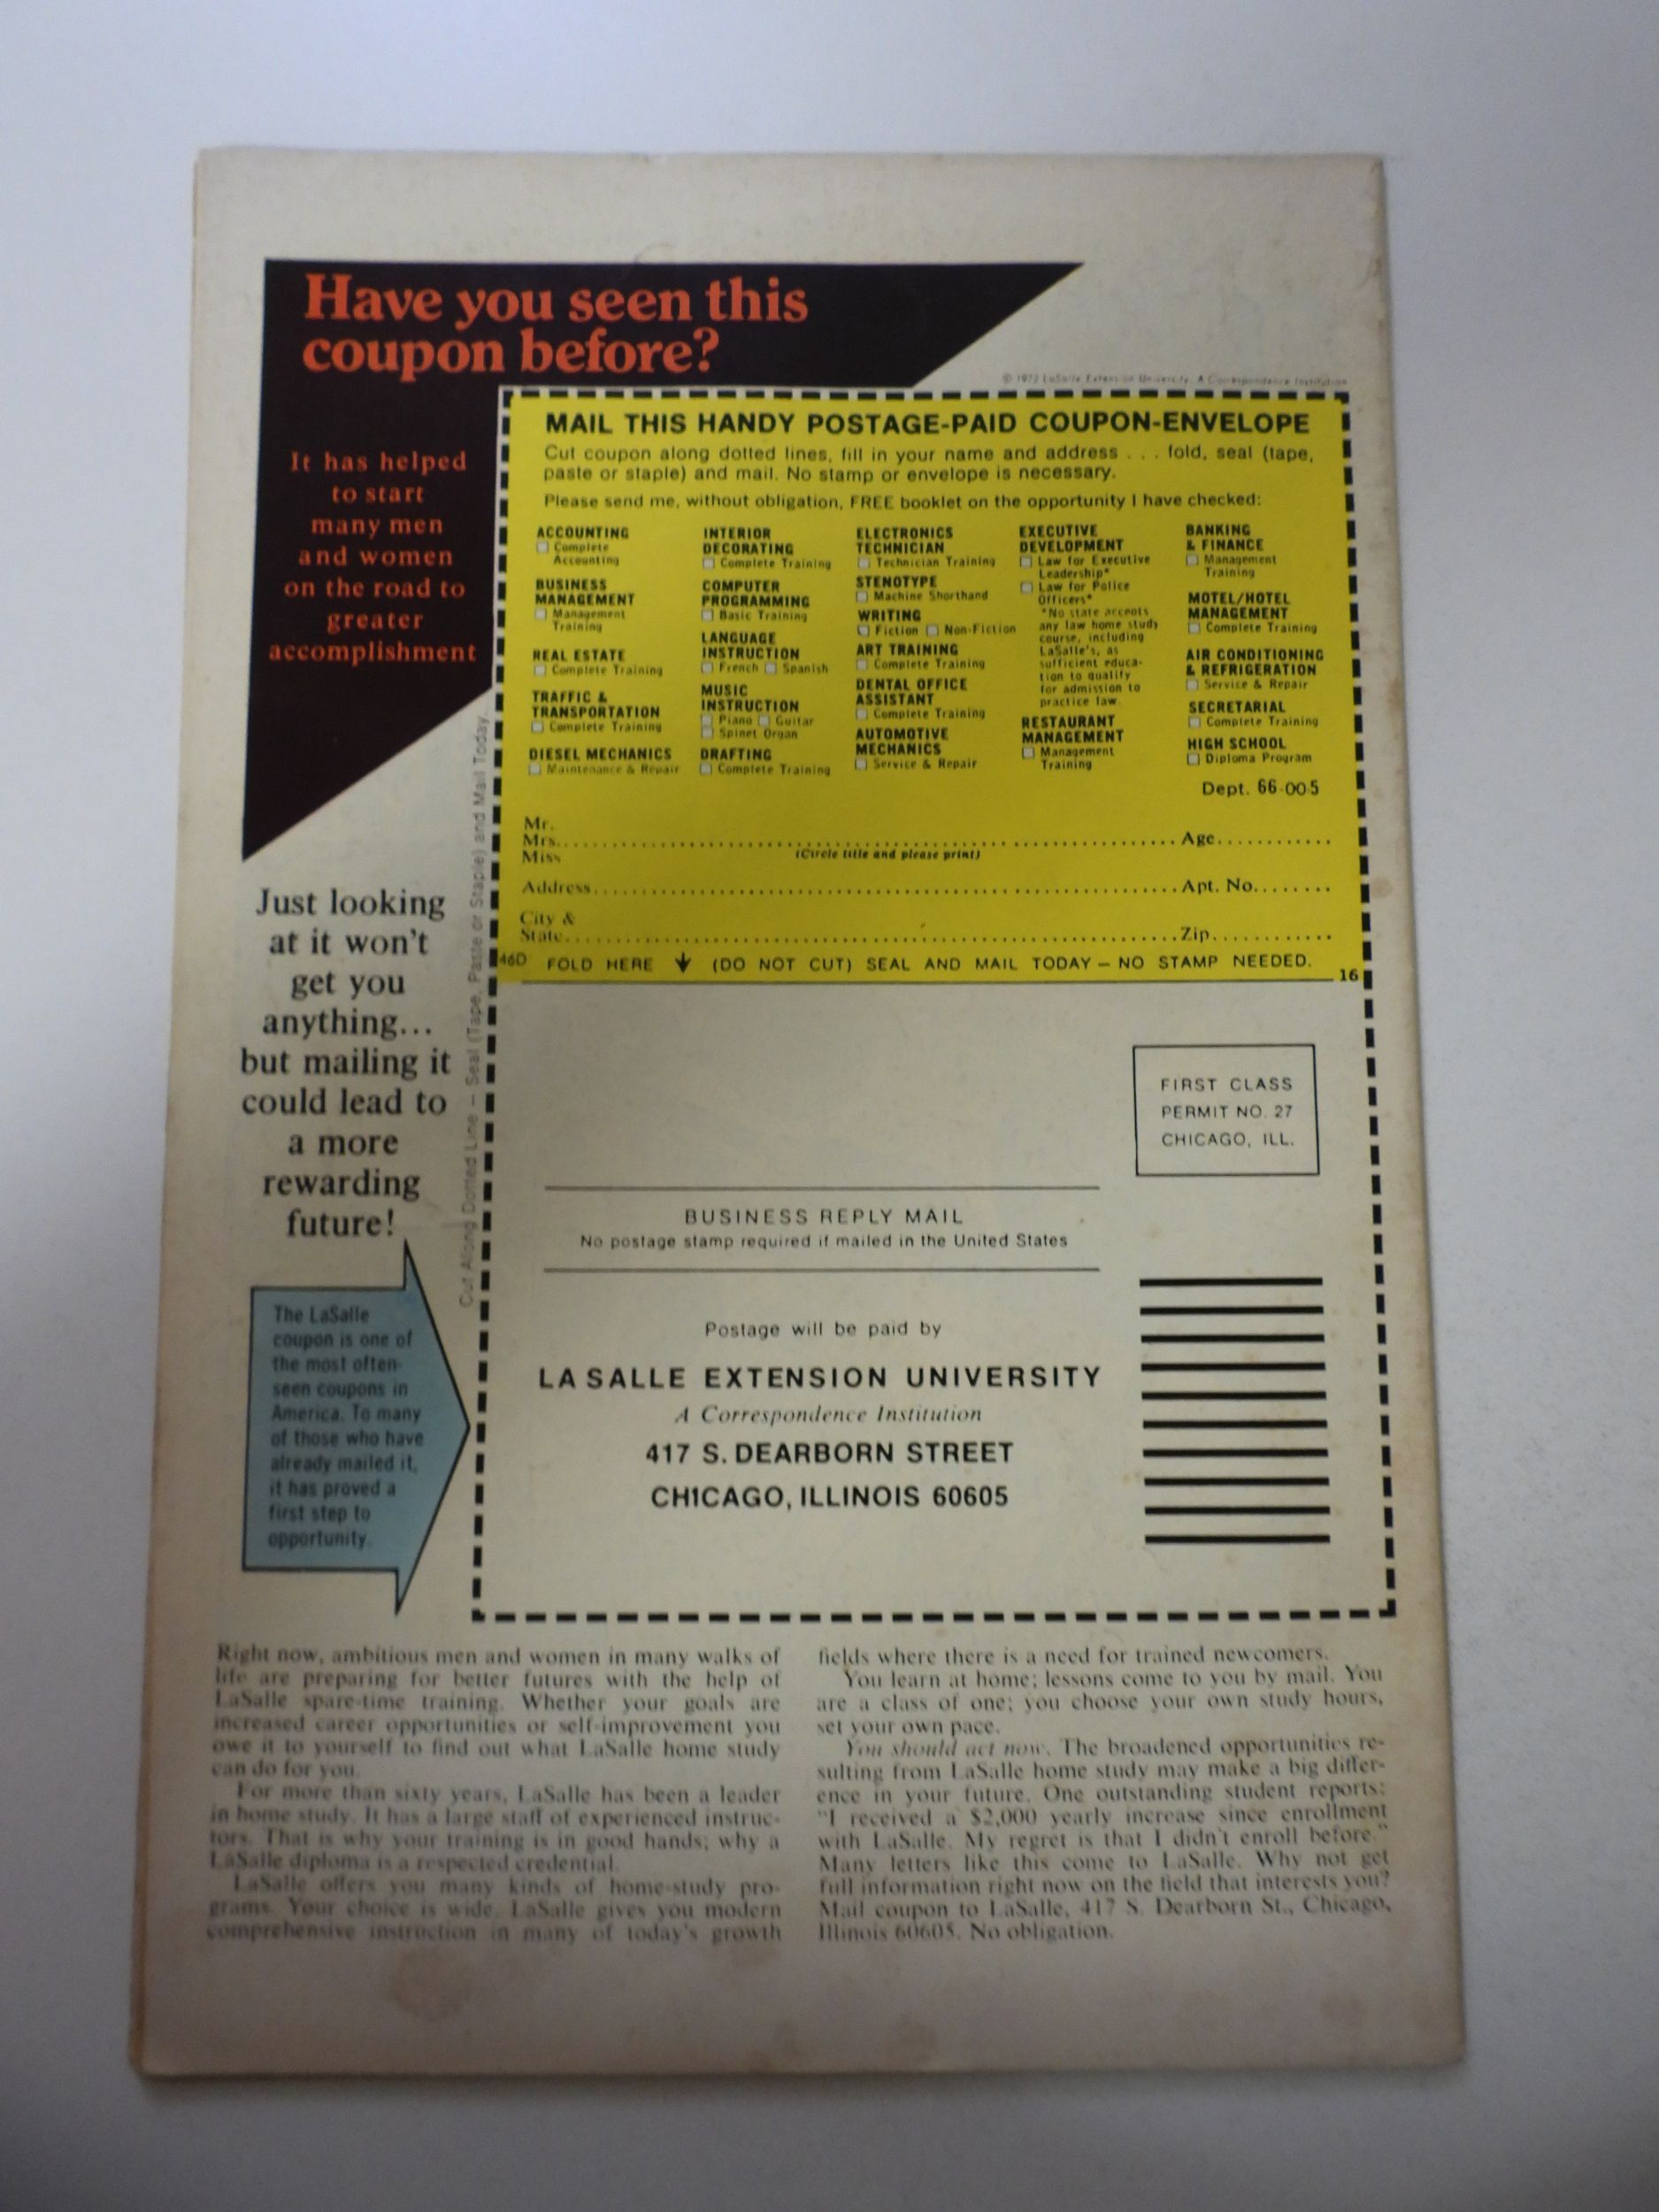 Have you seen this
coupon before?
It has helped
to start
many men
and women
on the road to
greater
accomplishment
© 1972 LaSalle Extension University, A Correspondence Institution
MAIL THIS HANDY POSTAGE-PAID COUPON-ENVELOPE
Cut coupon along dotted lines, fill in your name and address . . . fold, seal (tape,
paste or staple) and mail. No stamp or envelope is necessary.
Please send me, without obligation, FREE booklet on the opportunity I have checked:
ACCOUNTING
Complete
Accounting
BUSINESS
MANAGEMENT
Management
Training
REAL ESTATE
Complete Training
TRAFFIC &
TRANSPORTATION
Complete Training
DIESEL MECHANICS
Maintenance & Repair
INTERIOR
DECORATING
Complete Training
COMPUTER
PROGRAMMING
Basic Training
LANGUAGE
INSTRUCTION
French Spanish
MUSIC
INSTRUCTION
Piano Guitar
Spinet Organ
DRAFTING
Complete Training
ELECTRONICS
TECHNICIAN
Technician Training
STENOTYPE
Machine Shorthand
WRITING
Fiction Non-Fiction
ART TRAINING
Complete Training
DENTAL OFFICE
ASSISTANT
Complete Training
AUTOMOTIVE
MECHANICS
Service & Repair
EXECUTIVE
DEVELOPMENT
Law for Executive
Leadership*
Law for Police
Officers*
*No state accepts
any law home study
course, including
LaSalle's, as
sufficient educa-
tion to qualify
for admission to
practice law.
RESTAURANT
MANAGEMENT
Management
Training
BANKING
& FINANCE
Management
Training
MOTEL/HOTEL
MANAGEMENT
Complete Training
AIR CONDITIONING
& REFRIGERATION
Service & Repair
SECRETARIAL
Complete Training
HIGH SCHOOL
Diploma Program
Dept. 66-005
Mr.
Mrs. Age
Miss (Circle title and please print)
Address Apt. No.
City &
State Zip
46D FOLD HERE ↓ (DO NOT CUT) SEAL AND MAIL TODAY – NO STAMP NEEDED.
16
Cut Along Dotted Line – Seal (Tape, Paste or Staple) and Mail Today.
Just looking
at it won't
get you
anything...
but mailing it
could lead to
a more
rewarding
future!
The LaSalle
coupon is one of
the most often-
seen coupons in
America. To many
of those who have
already mailed it,
it has proved a
first step to
opportunity.
FIRST CLASS
PERMIT NO. 27
CHICAGO, ILL.
BUSINESS REPLY MAIL
No postage stamp required if mailed in the United States
Postage will be paid by
LA SALLE EXTENSION UNIVERSITY
A Correspondence Institution
417 S. DEARBORN STREET
CHICAGO, ILLINOIS 60605
Right now, ambitious men and women in many walks of
life are preparing for better futures with the help of
LaSalle spare-time training. Whether your goals are
increased career opportunities or self-improvement you
owe it to yourself to find out what LaSalle home study
can do for you.
For more than sixty years, LaSalle has been a leader
in home study. It has a large staff of experienced instruc-
tors. That is why your training is in good hands; why a
LaSalle diploma is a respected credential.
LaSalle offers you many kinds of home-study pro-
grams. Your choice is wide. LaSalle gives you modern
comprehensive instruction in many of today's growth
fields where there is a need for trained newcomers.
You learn at home; lessons come to you by mail. You
are a class of one; you choose your own study hours,
set your own pace.
You should act now. The broadened opportunities re-
sulting from LaSalle home study may make a big differ-
ence in your future. One outstanding student reports:
"I received a $2,000 yearly increase since enrollment
with LaSalle. My regret is that I didn't enroll before."
Many letters like this come to LaSalle. Why not get
full information right now on the field that interests you?
Mail coupon to LaSalle, 417 S. Dearborn St., Chicago,
Illinois 60605. No obligation.